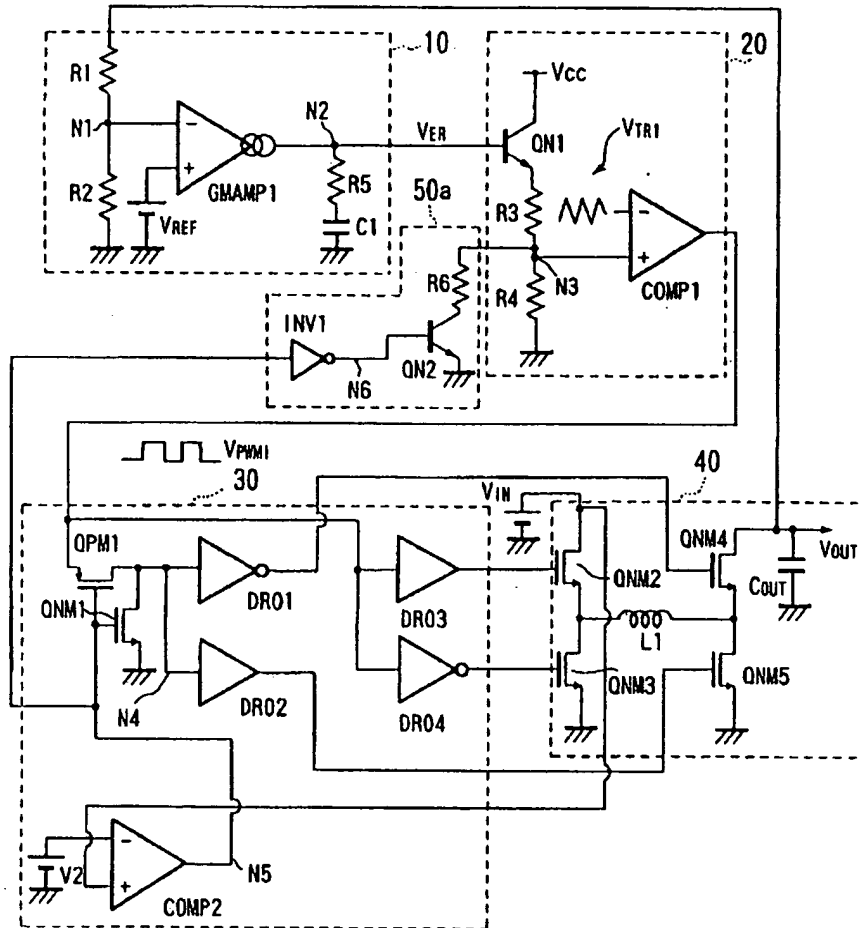 10
20
R1
VCC
N1
N2
VER
QN1
VTR1
R2
GMAMP1
R5
50a
R3
VREF
C1
R6
N3
COMP1
R4
INV1
N6
QN2
VPWM1
30
40
VIN
QPM1
QNM4
VOUT
QNM1
DR01
DR03
QNM2
COUT
L1
N4
DR02
DR04
QNM3
QNM5
V2
N5
COMP2
-
+
-
+
-
+